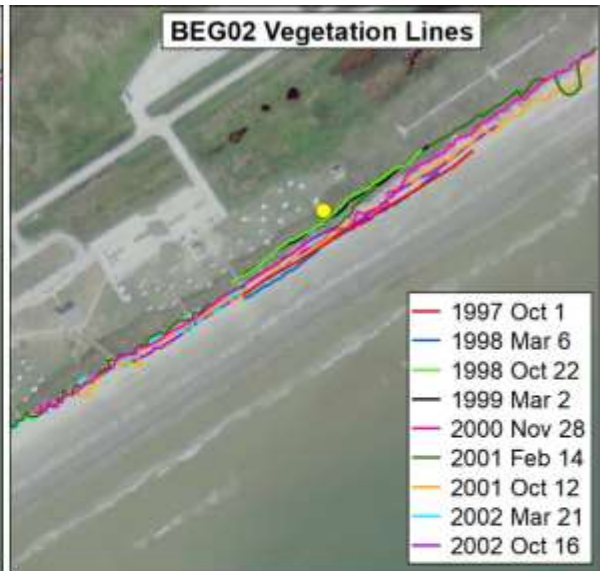 BEG02 Vegetation Lines
1997 Oct 1
1998 Mar 6
1998 Oct 22
1999 Mar 2
2000 Nov 28
2001 Feb 14
2001 Oct 12
2002 Mar 21
2002 Oct 16